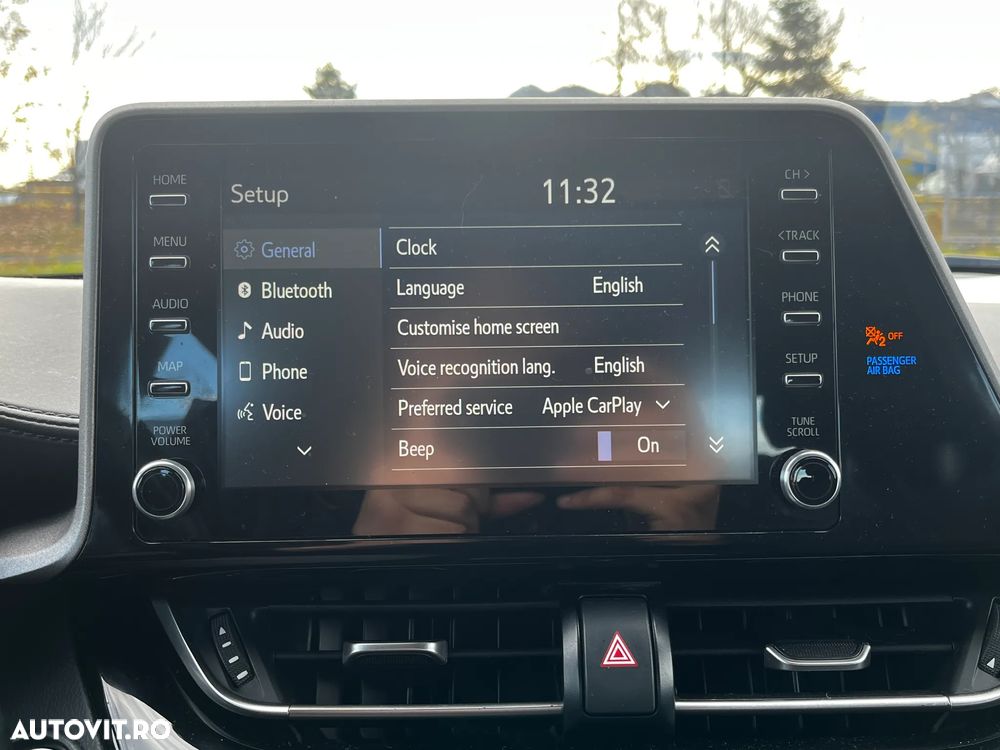 HOME
MENU
AUDIO
MAP
POWER
VOLUME
Setup
11:32
General
Bluetooth
Audio
Phone
Voice
Clock
Language English
Customise home screen
Voice recognition lang. English
Preferred service Apple CarPlay
Beep On
CH >
< TRACK
PHONE
SETUP
TUNE
SCROLL
2 OFF
PASSENGER
AIR BAG
AUTOVIT.RO